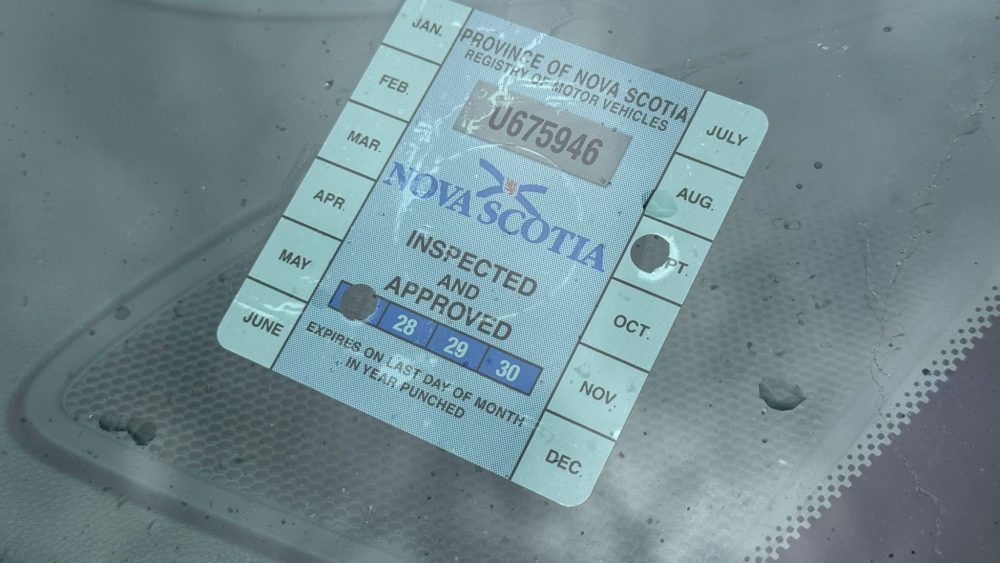 PROVINCE OF NOVA SCOTIA
REGISTRY OF MOTOR VEHICLES
U675946
NOVA SCOTIA
INSPECTED
AND
APPROVED
28 29 30
EXPIRES ON LAST DAY OF MONTH
IN YEAR PUNCHED
JAN.
FEB.
MAR.
APR.
MAY
JUNE
JULY
AUG.
PT.
OCT.
NOV.
DEC.